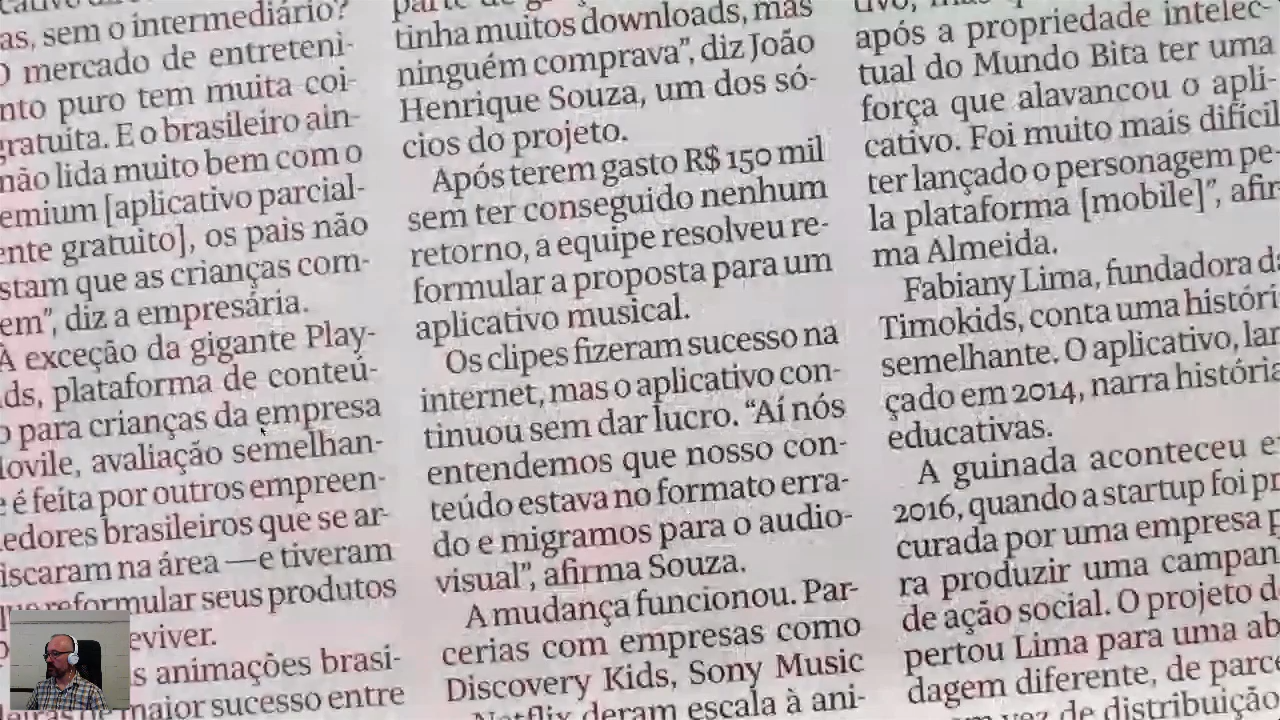 as, sem o intermediário?
O mercado de entreteni-
nto puro tem muita coi-
gratuita. E o brasileiro ain-
não lida muito bem com o
emium [aplicativo parcial-
ente gratuito], os pais não
stam que as crianças com-
em”, diz a empresária.
À exceção da gigante Play-
ds, plataforma de conteú-
o para crianças da empresa
ovile, avaliação semelhan-
e é feita por outros empreen-
edores brasileiros que se ar-
iscaram na área —e tiveram
reformular seus produtos
eviver.
s animações brasi-
maior sucesso entre
tinha muitos downloads, mas
ninguém comprava”, diz João
Henrique Souza, um dos só-
cios do projeto.
Após terem gasto R$ 150 mil
sem ter conseguido nenhum
retorno, a equipe resolveu re-
formular a proposta para um
aplicativo musical.
Os clipes fizeram sucesso na
internet, mas o aplicativo con-
tinuou sem dar lucro. “Aí nós
entendemos que nosso con-
teúdo estava no formato erra-
do e migramos para o audio-
visual”, afirma Souza.
A mudança funcionou. Par-
cerias com empresas como
Discovery Kids, Sony Music
Netflix deram escala à ani-
após a propriedade intelec-
tual do Mundo Bita ter uma
força que alavancou o apli-
cativo. Foi muito mais difícil
ter lançado o personagem pe-
la plataforma [mobile]”, afir
ma Almeida.
Fabiany Lima, fundadora da
Timokids, conta uma históri
semelhante. O aplicativo, lan
çado em 2014, narra história
educativas.
A guinada aconteceu e
2016, quando a startup foi pr
curada por uma empresa p
ra produzir uma campan
de ação social. O projeto d
pertou Lima para uma ab
dagem diferente, de parce
em vez de distribuição